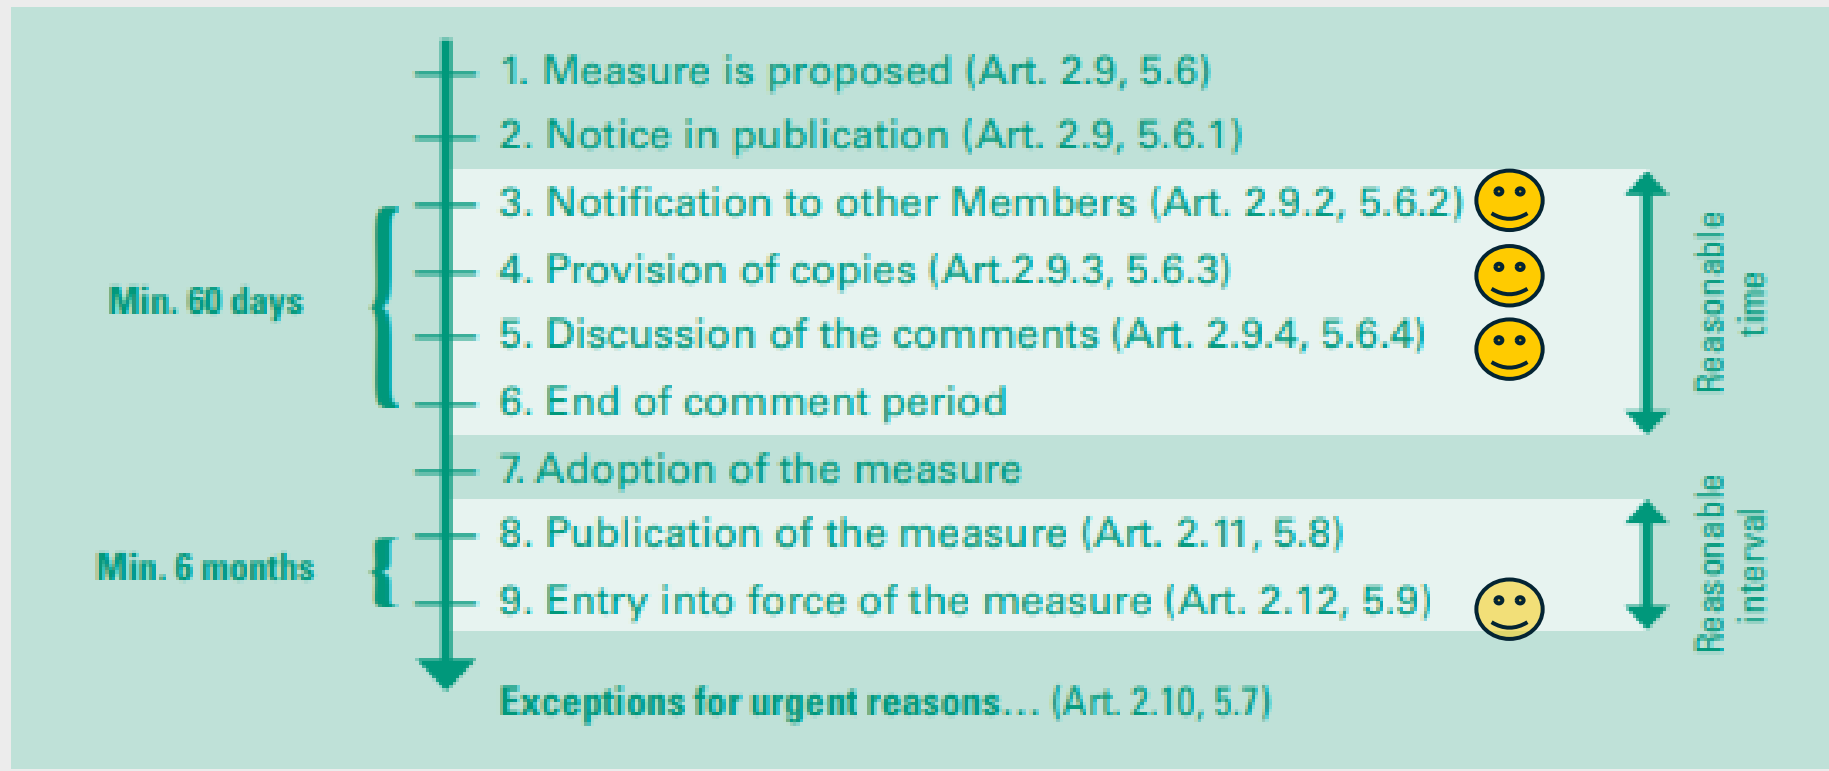 1. Measure is proposed (Art. 2.9, 5.6)
2. Notice in publication (Art. 2.9, 5.6.1)
3. Notification to other Members (Art. 2.9.2, 5.6.2)
4. Provision of copies (Art.2.9.3, 5.6.3)
Min. 60 days
5. Discussion of the comments (Art. 2.9.4, 5.6.4)
6. End of comment period
Reasonable
time
7. Adoption of the measure
8. Publication of the measure (Art. 2.11, 5.8)
Min. 6 months
9. Entry into force of the measure (Art. 2.12, 5.9)
Reasonable
interval
Exceptions for urgent reasons... (Art. 2.10, 5.7)